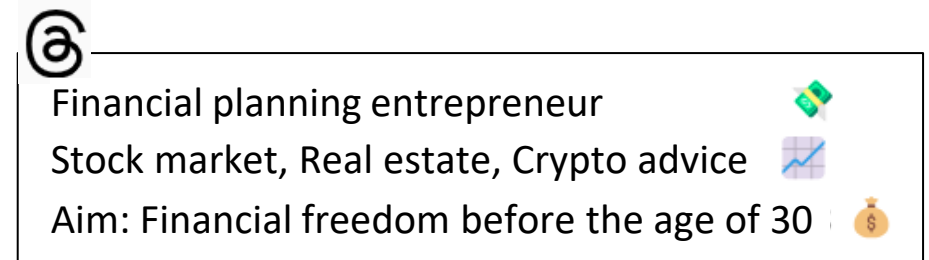 Financial planning entrepreneur 💸
Stock market, Real estate, Crypto advice 📈
Aim: Financial freedom before the age of 30 💰